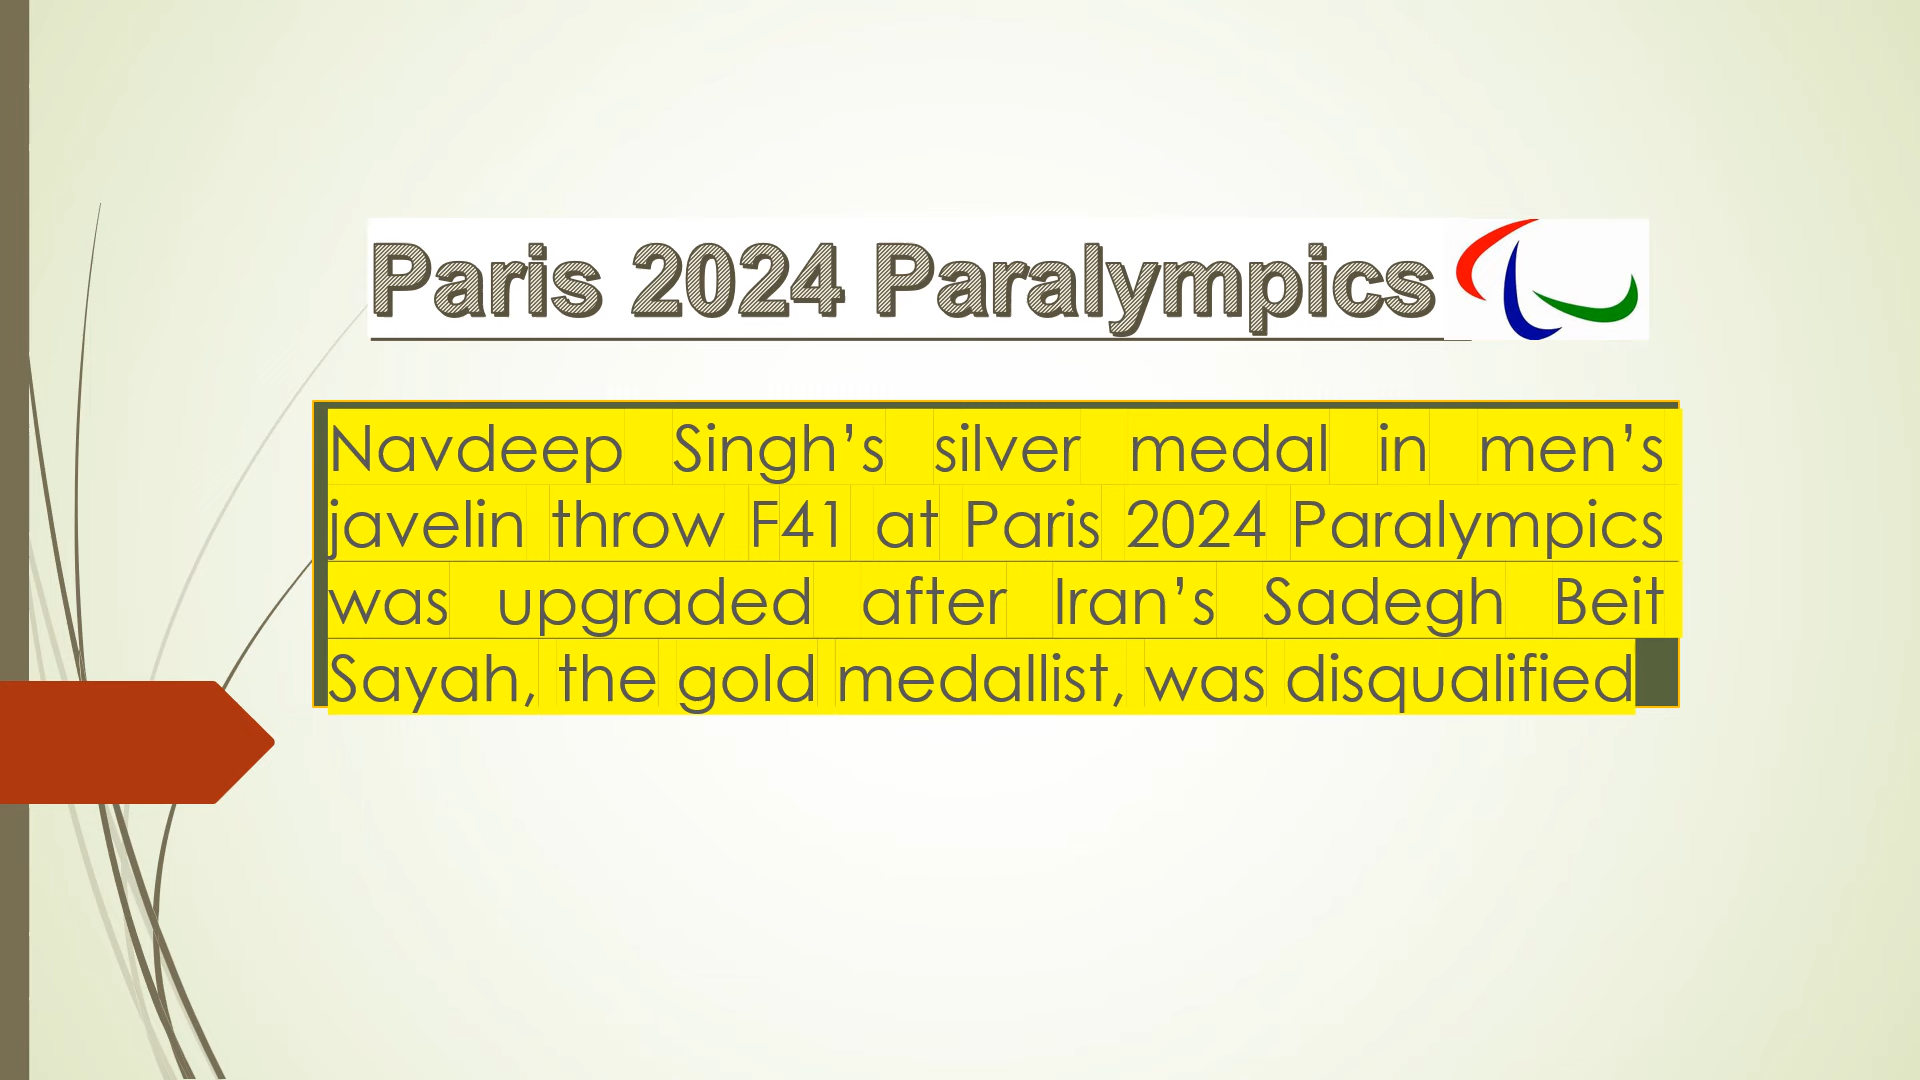 Paris 2024 Paralympics
Navdeep Singh’s silver medal in men’s
javelin throw F41 at Paris 2024 Paralympics
was upgraded after Iran’s Sadegh Beit
Sayah, the gold medallist, was disqualified